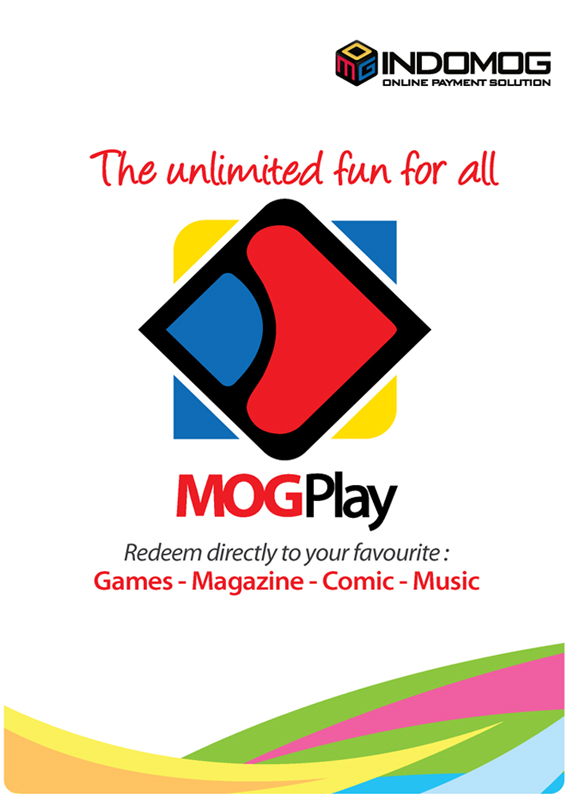 OMG
INDOMOG
ONLINE PAYMENT SOLUTION
The unlimited fun for all
MOGPlay
Redeem directly to your favourite :
Games - Magazine - Comic - Music